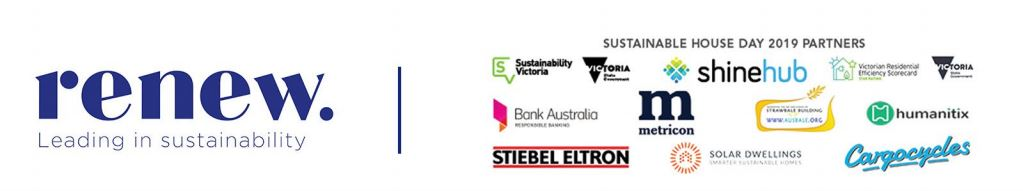 renew.
Leading in sustainability
SUSTAINABLE HOUSE DAY 2019 PARTNERS
Sustainability
Victoria
VICTORIA
State
Government
shinehub
Victorian Residential
Efficiency Scorecard
VICTORIA
State
Government
Bank Australia
RESPONSIBLE BANKING
m
metricon
STRAWBALE BUILDING
WWW.AUSBALE.ORG
humanitix
STIEBEL ELTRON
SOLAR DWELLINGS
SMARTER SUSTAINABLE HOMES
Cargocycles